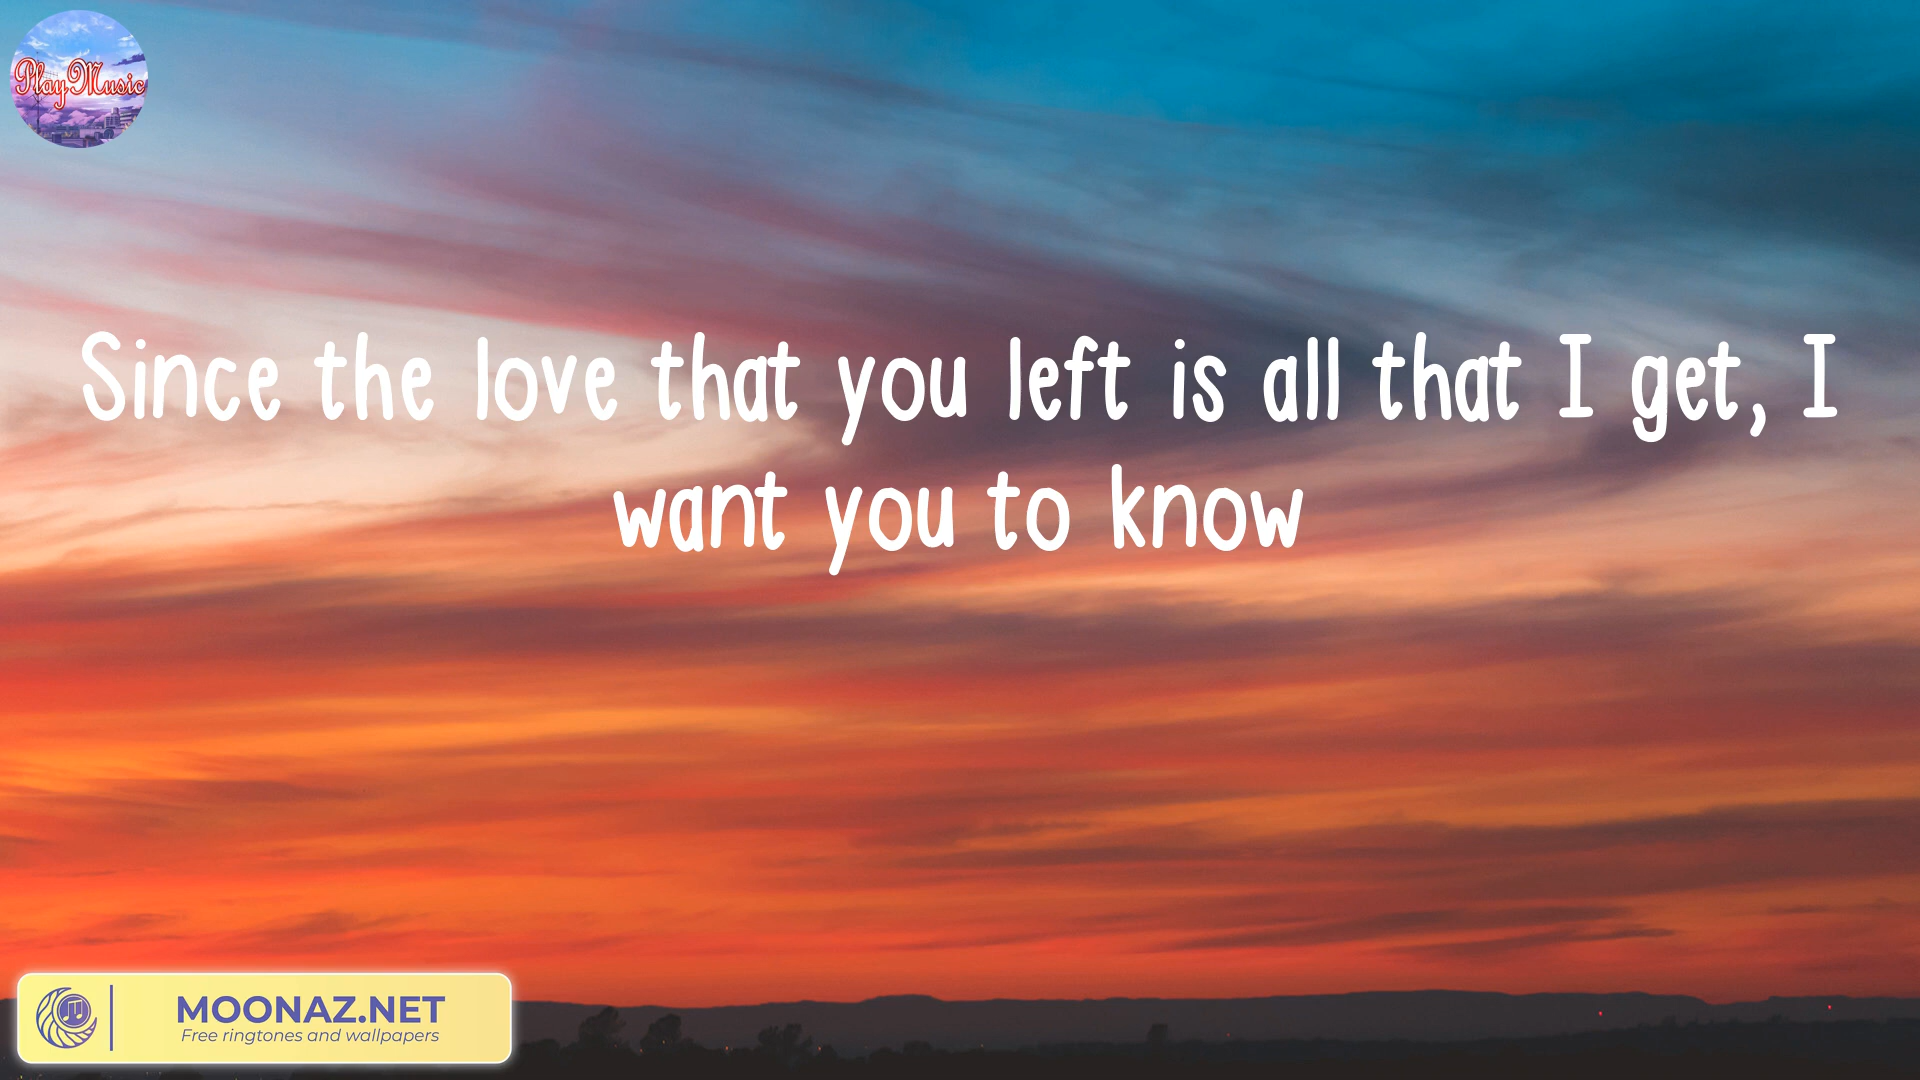 Play Music
Since the love that you left is all that I get, I
want you to know
MOONAZ.NET
Free ringtones and wallpapers